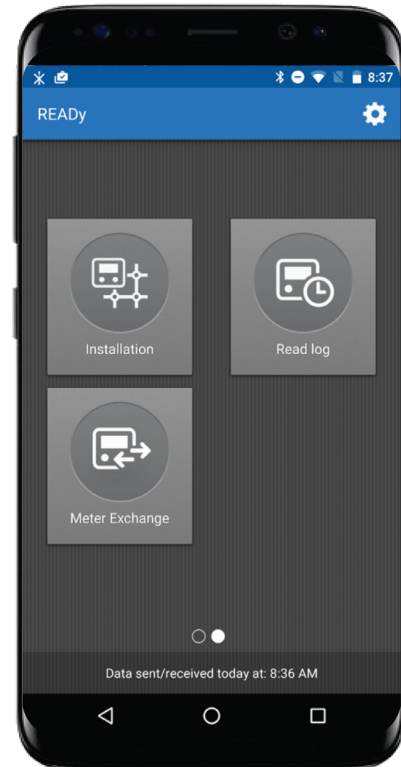 8:37
READy
Installation
Read log
Meter Exchange
Data sent/received today at: 8:36 AM